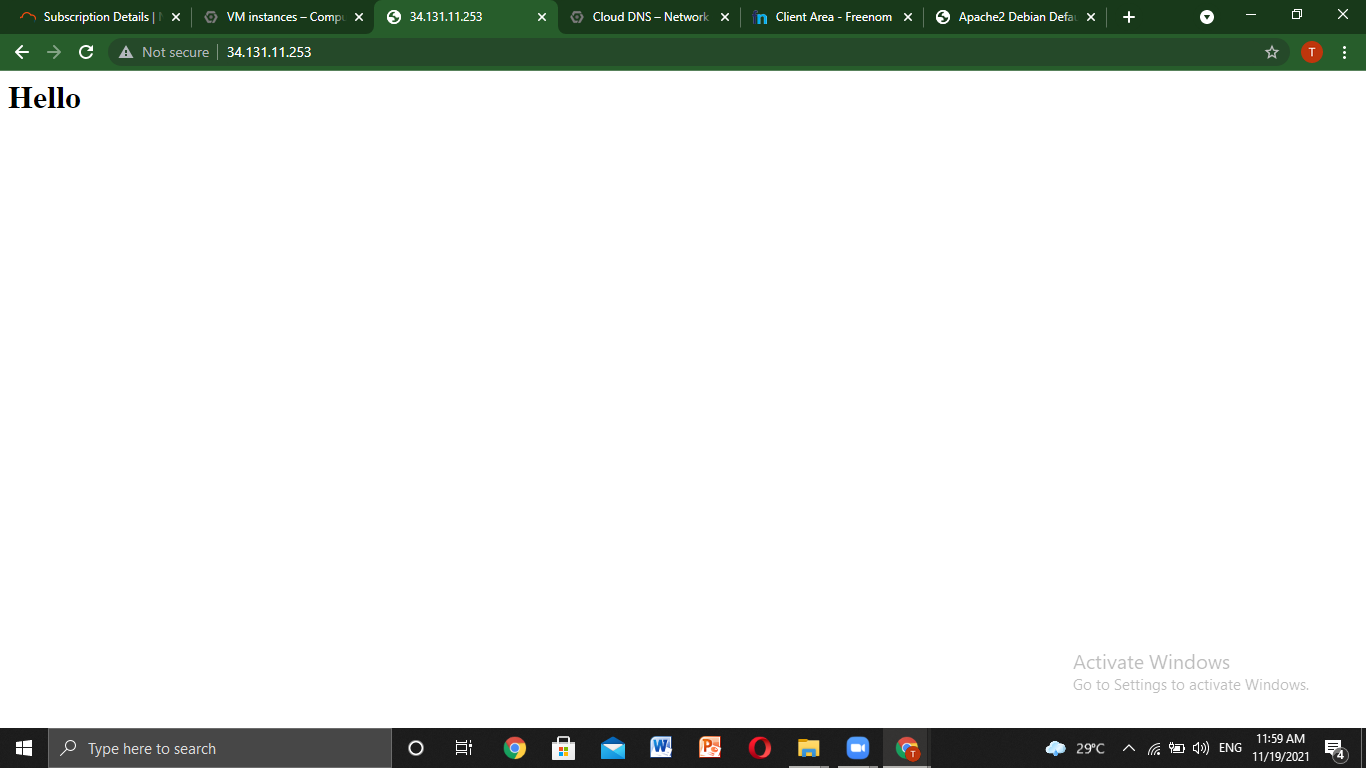 Subscription Details |
VM instances – Compu
34.131.11.253
Cloud DNS – Network
in Client Area - Freenom
Apache2 Debian Defau
Not secure
34.131.11.253
T
Hello
Activate Windows
Go to Settings to activate Windows.
Type here to search
29°C
ENG
11:59 AM
11/19/2021
4